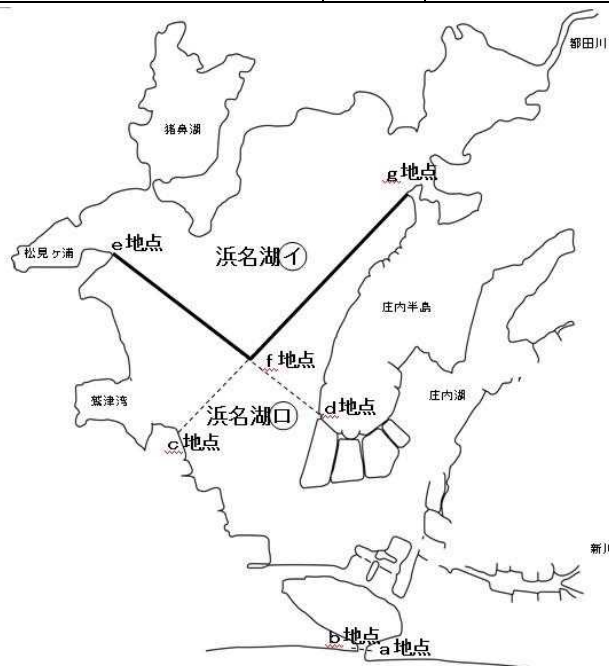 都田川
猪鼻湖
g地点
松見ヶ浦
e地点
浜名湖㋑
庄内半島
f地点
鷲津湾
浜名湖㋺
d地点
庄内湖
c地点
新川
b地点
a地点